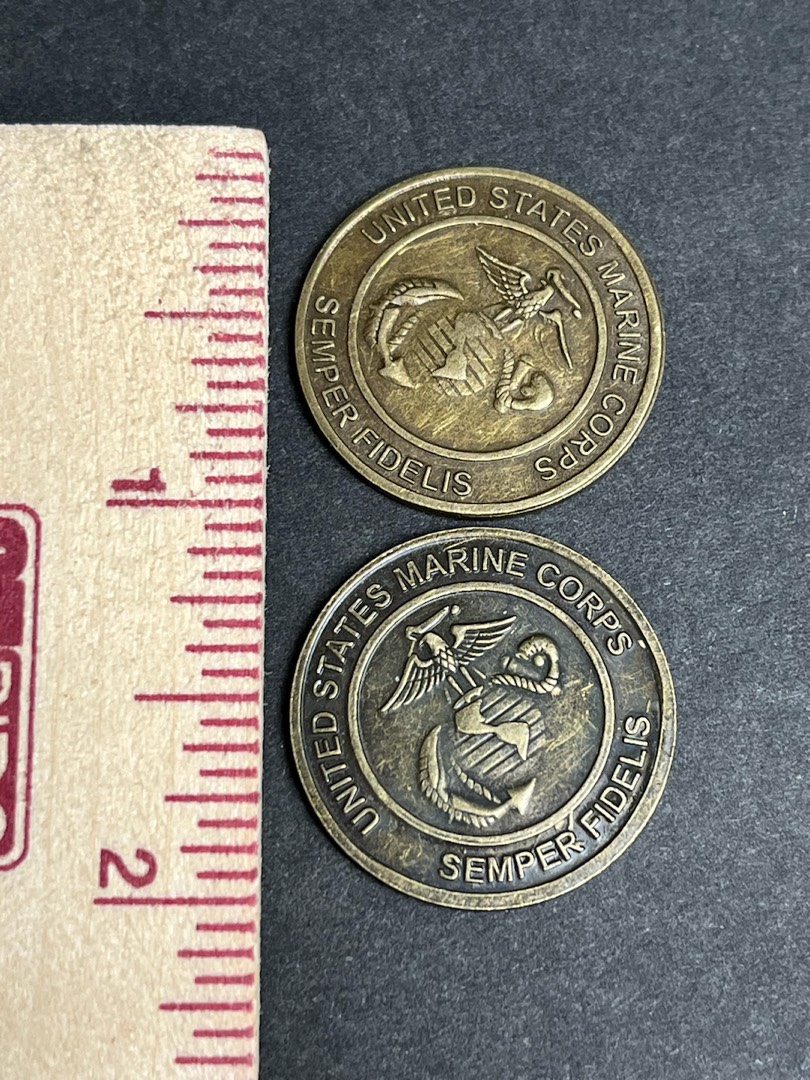 UNITED STATES MARINE CORPS
SEMPER FIDELIS
1
UNITED STATES MARINE CORPS
SEMPER FIDELIS
2